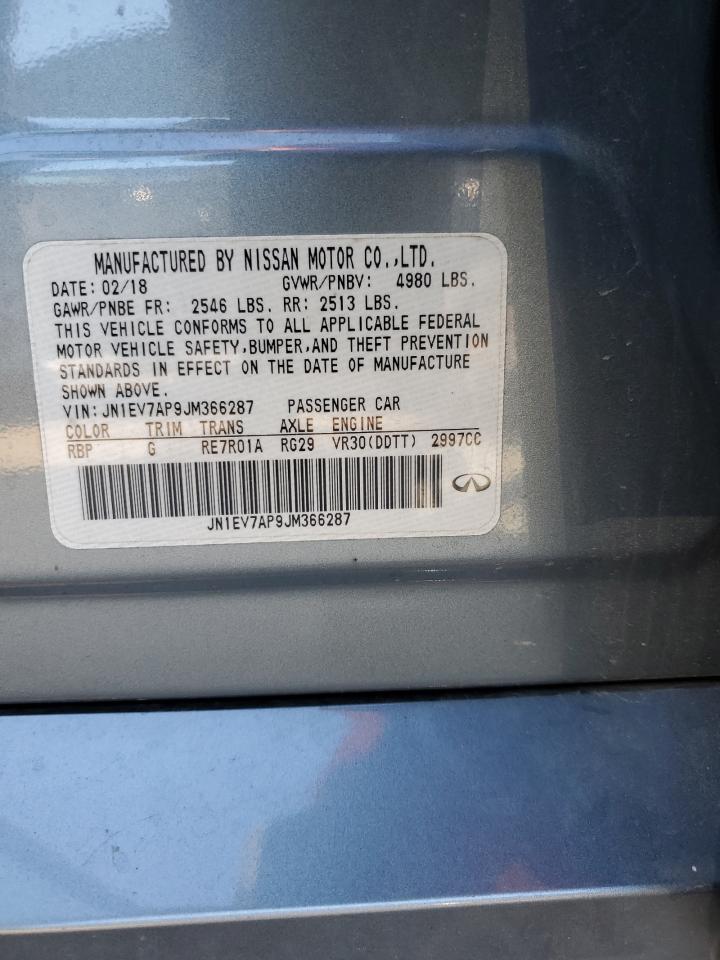 MANUFACTURED BY NISSAN MOTOR CO.,LTD.
DATE: 02/18 GVWR/PNBV: 4980 LBS.
GAWR/PNBE FR: 2546 LBS. RR: 2513 LBS.
THIS VEHICLE CONFORMS TO ALL APPLICABLE FEDERAL
MOTOR VEHICLE SAFETY,BUMPER,AND THEFT PREVENTION
STANDARDS IN EFFECT ON THE DATE OF MANUFACTURE
SHOWN ABOVE.
VIN:JN1EV7AP9JM366287 PASSENGER CAR
COLOR TRIM TRANS AXLE ENGINE
RBP G RE7R01A RG29 VR30(DDTT) 2997CC
JN1EV7AP9JM366287